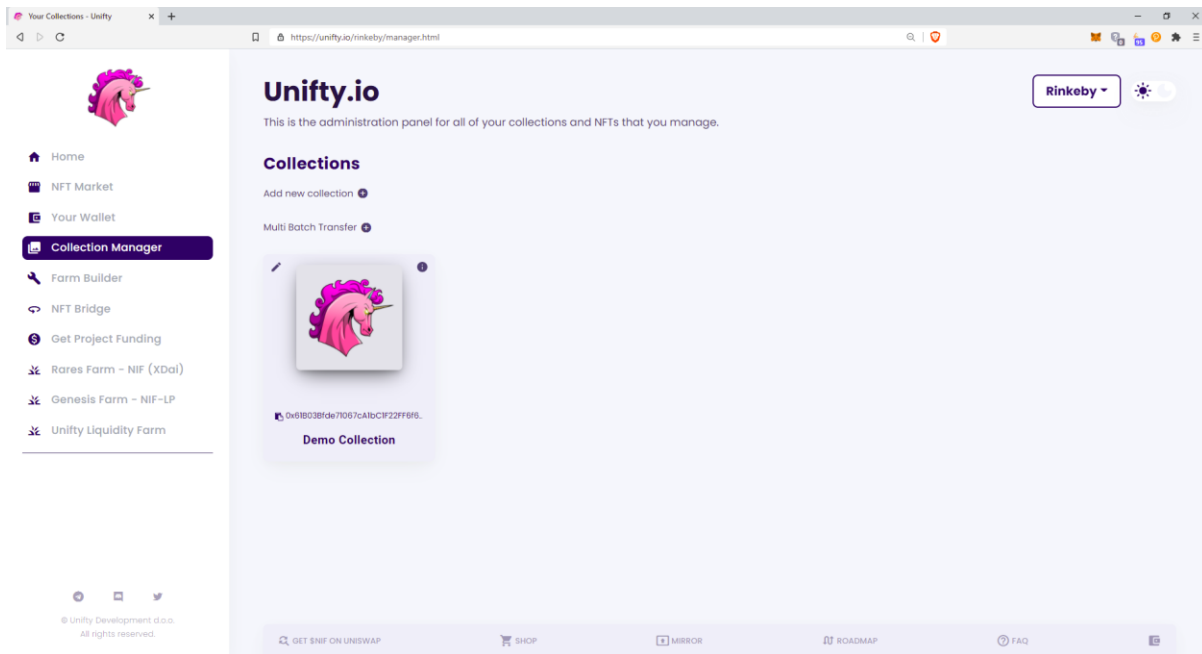 Your Collections - Unifty
https://unifty.io/rinkeby/manager.html
Unifty.io
Rinkeby
This is the administration panel for all of your collections and NFTs that you manage.
Home
NFT Market
Your Wallet
Collection Manager
Farm Builder
NFT Bridge
Get Project Funding
Rares Farm - NIF (XDai)
Genesis Farm - NIF-LP
Unifty Liquidity Farm
Collections
Add new collection
Multi Batch Transfer
Demo Collection
© Unifty Development d.o.o.
All rights reserved.
GET $NIF ON UNISWAP
SHOP
MIRROR
ROADMAP
FAQ